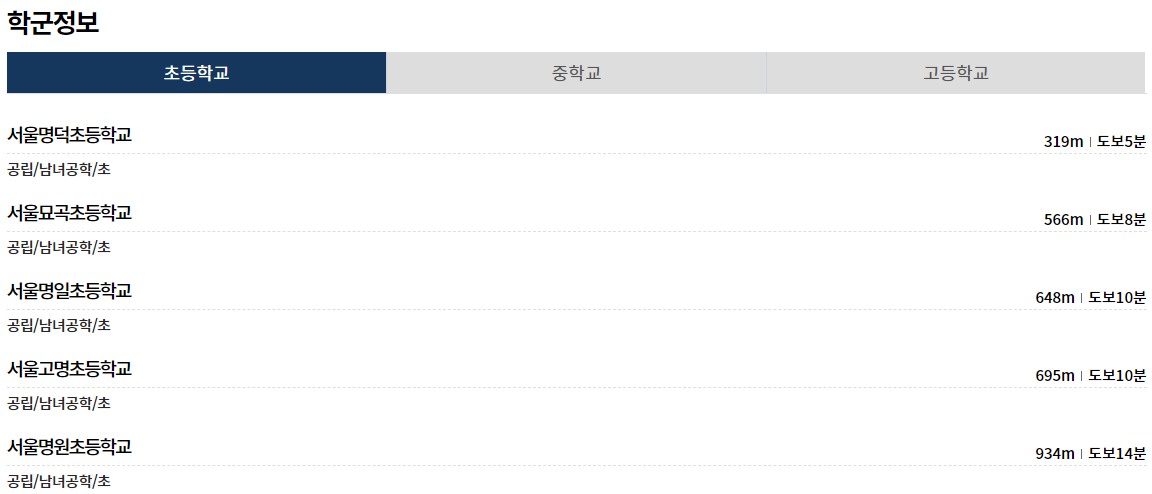 학군정보
초등학교 중학교 고등학교
서울명덕초등학교 319m | 도보5분
공립/남녀공학/초
서울묘곡초등학교 566m | 도보8분
공립/남녀공학/초
서울명일초등학교 648m | 도보10분
공립/남녀공학/초
서울고명초등학교 695m | 도보10분
공립/남녀공학/초
서울명원초등학교 934m | 도보14분
공립/남녀공학/초